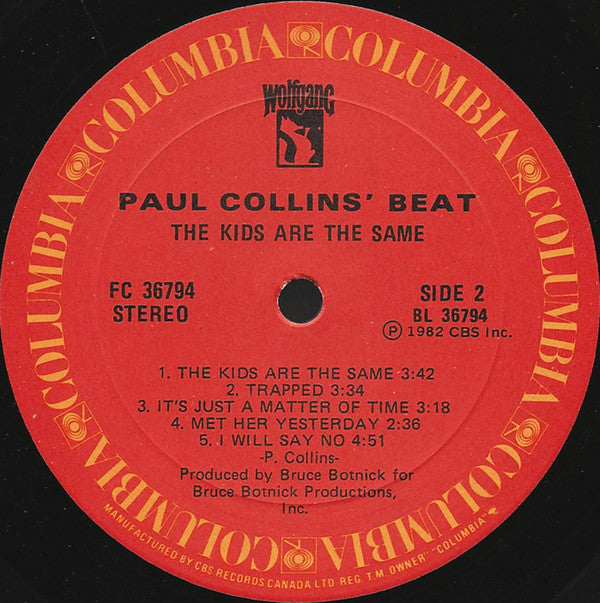 COLUMBIA COLUMBIA COLUMBIA COLUMBIA COLUMBIA COLUMBIA
Wolfgang
PAUL COLLINS' BEAT
THE KIDS ARE THE SAME
FC 36794
STEREO
SIDE 2
BL 36794
Ⓟ 1982 CBS Inc.
1. THE KIDS ARE THE SAME 3:42
2. TRAPPED 3:34
3. IT'S JUST A MATTER OF TIME 3:18
4. MET HER YESTERDAY 2:36
5. I WILL SAY NO 4:51
-P. Collins-
Produced by Bruce Botnick for
Bruce Botnick Productions,
Inc.
MANUFACTURED BY CBS RECORDS CANADA LTD REG. T.M. OWNER "COLUMBIA"